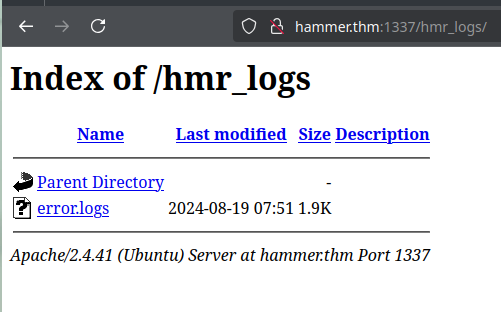 hammer.thm:1337/hmr_logs/
Index of /hmr_logs
Name Last modified Size Description
Parent Directory -
error.logs 2024-08-19 07:51 1.9K
Apache/2.4.41 (Ubuntu) Server at hammer.thm Port 1337